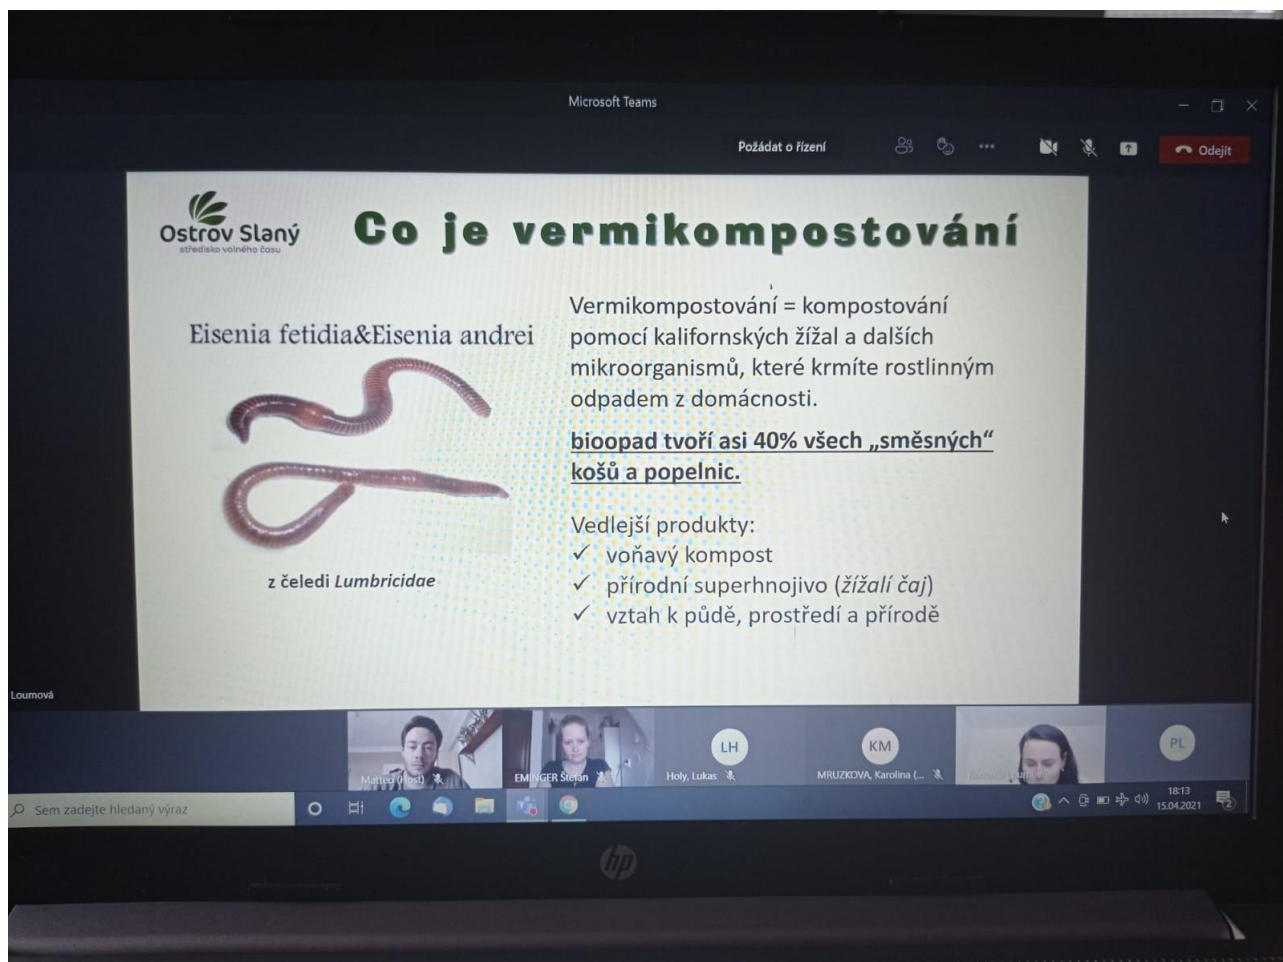 Microsoft Teams
Požádat o řízení
Odejít
Ostrov Slaný
středisko volného času
Co je vermikompostování
Eisenia fetidia&Eisenia andrei
z čeledi Lumbricidae
Vermikompostování = kompostování
pomocí kalifornských žížal a dalších
mikroorganismů, které krmíte rostlinným
odpadem z domácnosti.
bioopad tvoří asi 40% všech „směsných“
košů a popelnic.
Vedlejší produkty:
✓ voňavý kompost
✓ přírodní superhnojivo (žížalí čaj)
✓ vztah k půdě, prostředí a přírodě
Loumová
Matteo (Host)
EMINGER Štefan
LH
Holy, Lukas
KM
MRUZKOVA, Karolina (...
PL
Sem zadejte hledaný výraz
18:13
15.04.2021
2
hp